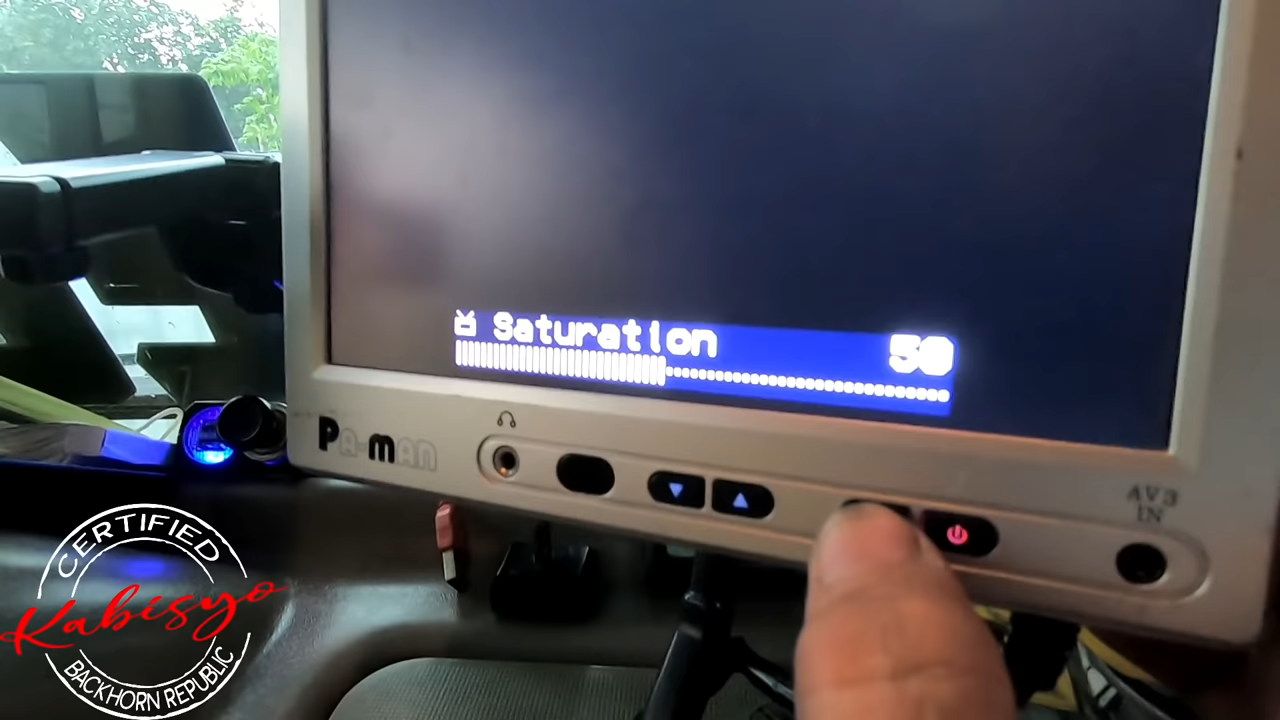 Saturation 50
Pa-man
AV3
IN
CERTIFIED
Kabisyo
BACKHORN REPUBLIC